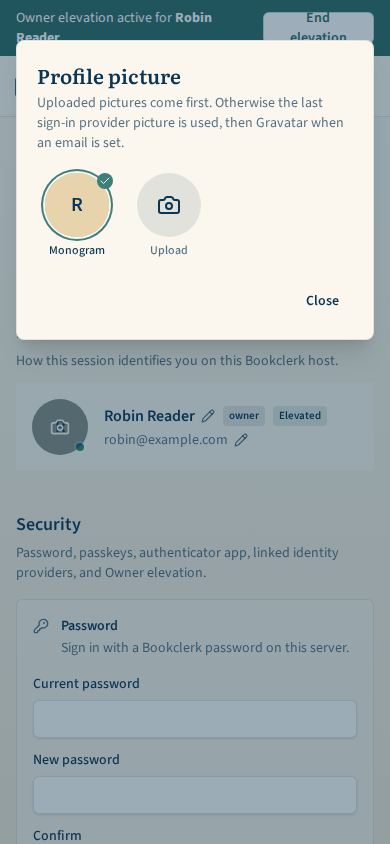 Owner elevation active for Robin
Reader
End
elevation
Profile picture
Uploaded pictures come first. Otherwise the last
sign-in provider picture is used, then Gravatar when
an email is set.
R
Monogram
Upload
Close
How this session identifies you on this Bookclerk host.
Robin Reader
owner
Elevated
robin@example.com
Security
Password, passkeys, authenticator app, linked identity
providers, and Owner elevation.
Password
Sign in with a Bookclerk password on this server.
Current password
New password
Confirm